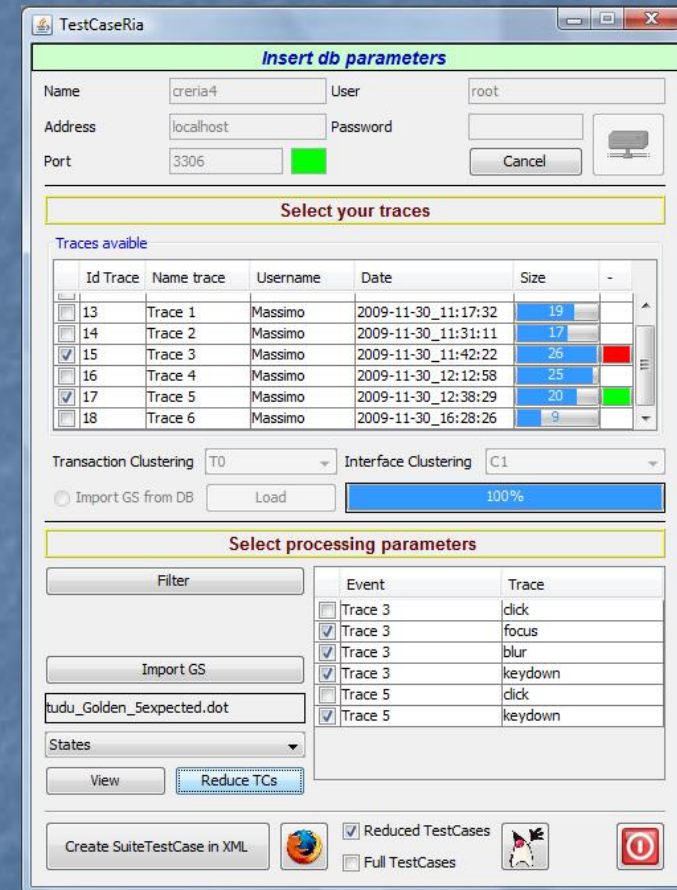 TestCaseRia
Insert db parameters
Name creria4 User root
Address localhost Password
Port 3306 Cancel
Select your traces
Traces avaible
Id Trace Name trace Username Date Size -
13 Trace 1 Massimo 2009-11-30_11:17:32 19
14 Trace 2 Massimo 2009-11-30_11:31:11 17
15 Trace 3 Massimo 2009-11-30_11:42:22 26
16 Trace 4 Massimo 2009-11-30_12:12:58 25
17 Trace 5 Massimo 2009-11-30_12:38:29 20
18 Trace 6 Massimo 2009-11-30_16:28:26 9
Transaction Clustering T0 Interface Clustering C1
Import GS from DB Load 100%
Select processing parameters
Filter
Event Trace
Trace 3 click
Trace 3 focus
Trace 3 blur
Import GS
Trace 3 keydown
Trace 5 click
tudu_Golden_5expected.dot
Trace 5 keydown
States
View Reduce TCs
Create SuiteTestCase in XML
Reduced TestCases
Full TestCases